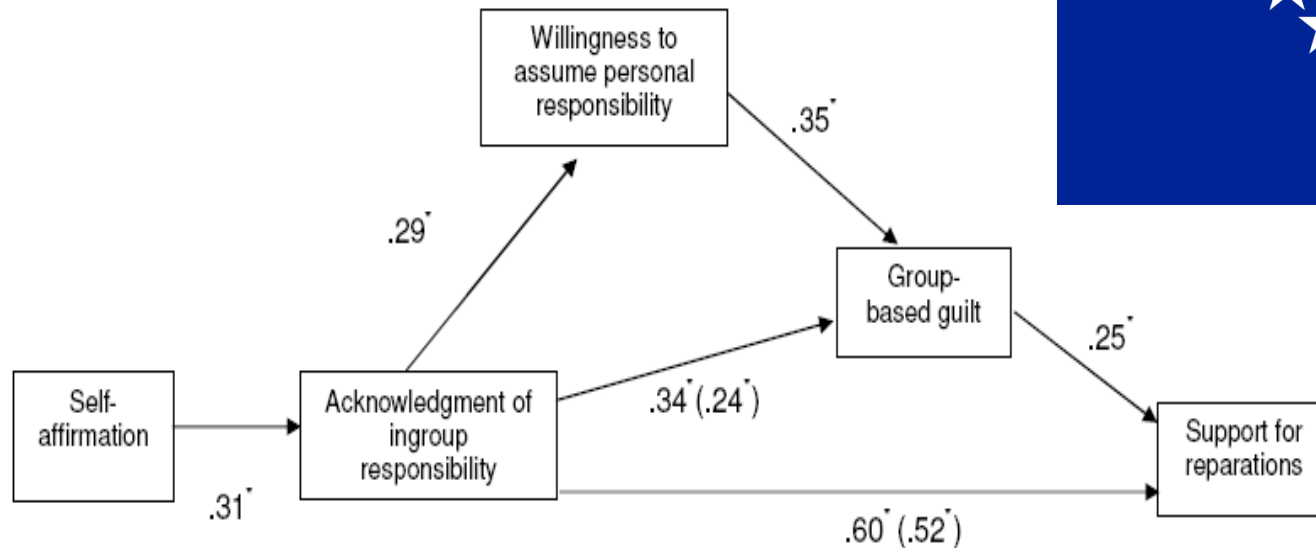 Willingness to
assume personal
responsibility
.35*
.29*
Group-
based guilt
.25*
Self-
affirmation
Acknowledgment of
ingroup
responsibility
.34*(.24*)
Support for
reparations
.31*
.60*(.52*)